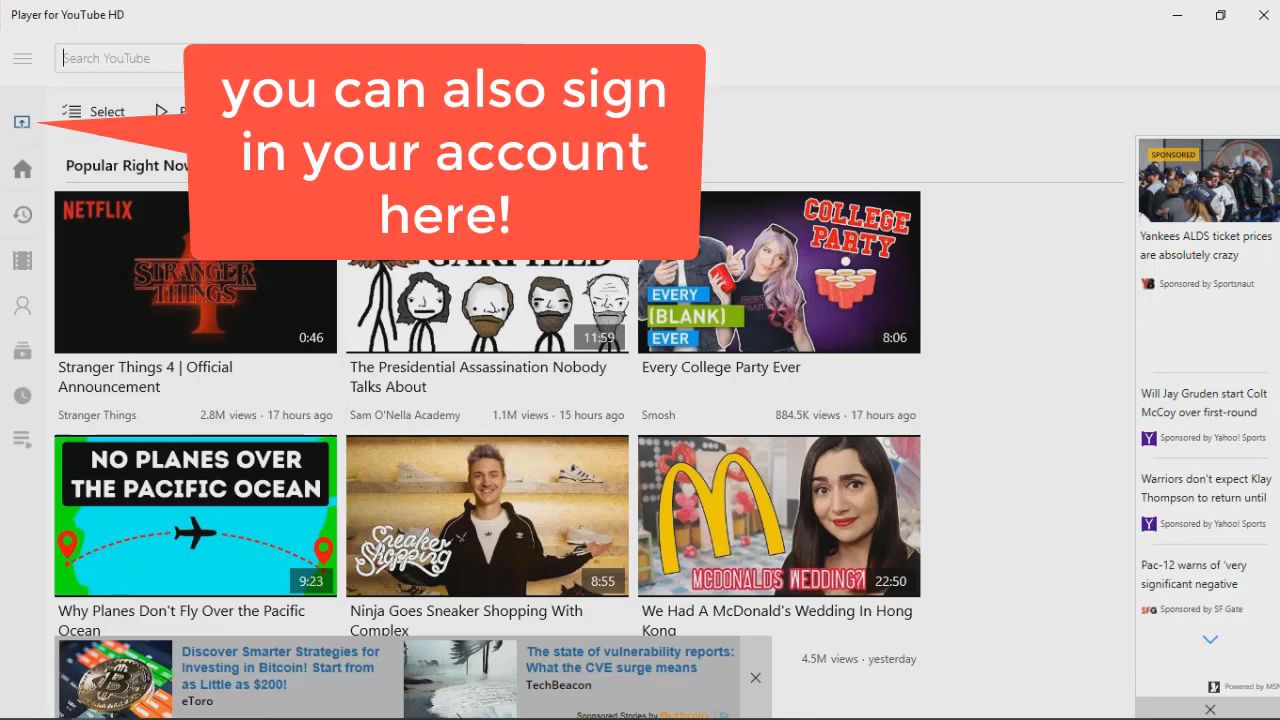 Player for YouTube HD
Search YouTube
you can also sign
in your account
here!
Select
Popular Right Now
NETFLIX
STRANGER
THINGS
0:46
Stranger Things 4 | Official
Announcement
Stranger Things
2.8M views · 17 hours ago
GARFIELD
11:59
The Presidential Assassination Nobody
Talks About
Sam O'Nella Academy
1.1M views · 15 hours ago
COLLEGE
PARTY
EVERY
(BLANK)
EVER
8:06
Every College Party Ever
Smosh
884.5K views · 17 hours ago
NO PLANES OVER
THE PACIFIC OCEAN
9:23
Why Planes Don't Fly Over the Pacific
Ocean
Sneaker
Shopping
8:55
Ninja Goes Sneaker Shopping With
Complex
MCDONALDS WEDDING?!
22:50
We Had A McDonald's Wedding In Hong
Kong
4.5M views · yesterday
Discover Smarter Strategies for
Investing in Bitcoin! Start from
as Little as $200!
eToro
The state of vulnerability reports:
What the CVE surge means
TechBeacon
Sponsored Stories by Outbrain
SPONSORED
Yankees ALDS ticket prices
are absolutely crazy
Sponsored by Sportsnaut
Will Jay Gruden start Colt
McCoy over first-round
Sponsored by Yahoo! Sports
Warriors don't expect Klay
Thompson to return until
Sponsored by Yahoo! Sports
Pac-12 warns of 'very
significant negative
SFG Sponsored by SF Gate
Powered by MSN